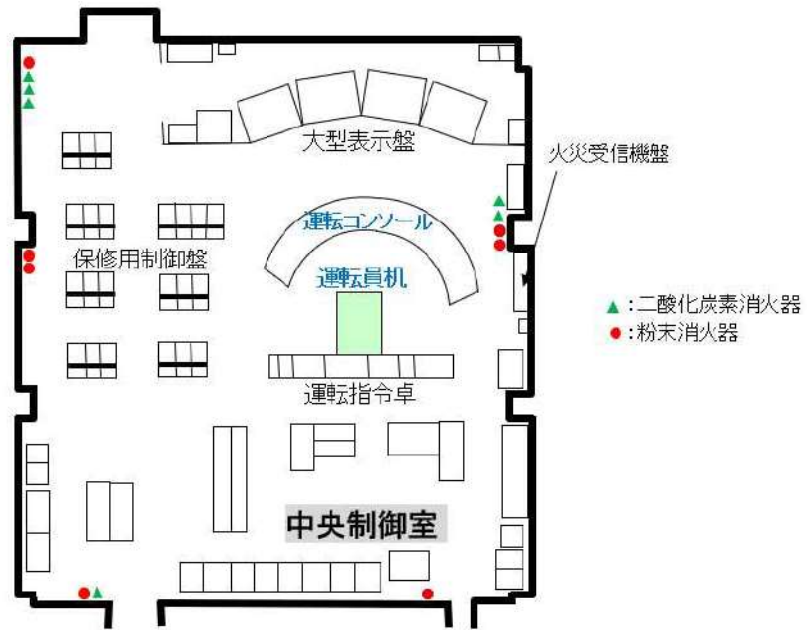 大型表示盤
火災受信機盤
運転コンソール
保修用制御盤
運転員机
▲:二酸化炭素消火器
●:粉末消火器
運転指令卓
中央制御室